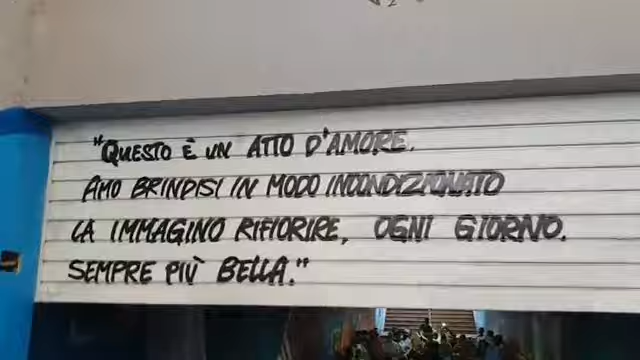 "QUESTO È UN ATTO D'AMORE.
AMO BRINDISI IN MODO INCONDIZIONATO
LA IMMAGINO RIFIORIRE, OGNI GIORNO.
SEMPRE PIÙ BELLA."